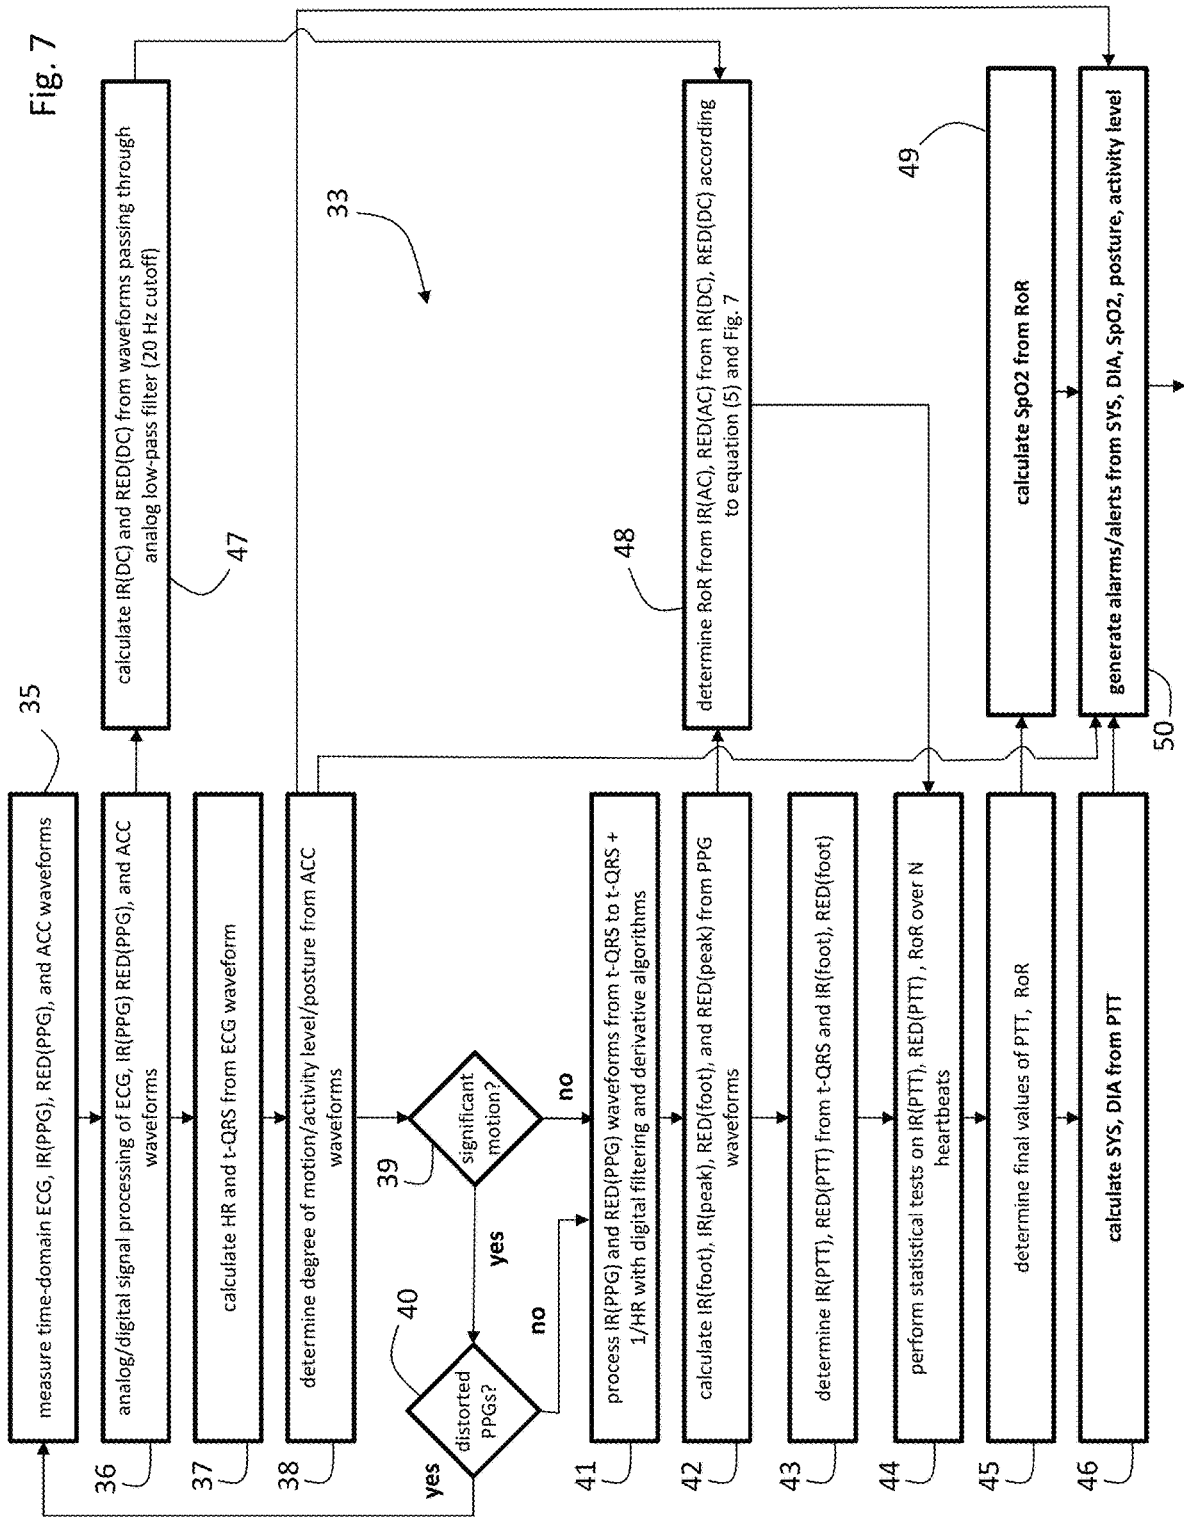 Fig. 7
35
measure time-domain ECG, IR(PPG), RED(PPG), and ACC waveforms
36
analog/digital signal processing of ECG, IR(PPG) RED(PPG), and ACC
waveforms
calculate IR(DC) and RED(DC) from waveforms passing through
analog low-pass filter (20 Hz cutoff)
47
37
calculate HR and t-QRS from ECG waveform
38
determine degree of motion/activity level/posture from ACC
waveforms
33
39
significant
motion?
yes
no
40
distorted
PPGs?
yes
no
41
process IR(PPG) and RED(PPG) waveforms from t-QRS to t-QRS +
1/HR with digital filtering and derivative algorithms
42
calculate IR(foot), IR(peak), RED(foot), and RED(peak) from PPG
waveforms
48
determine RoR from IR(AC), RED(AC) from IR(DC), RED(DC) according
to equation (5) and Fig. 7
43
determine IR(PTT), RED(PTT) from t-QRS and IR(foot), RED(foot)
44
perform statistical tests on IR(PTT), RED(PTT), RoR over N
heartbeats
45
determine final values of PTT, RoR
49
calculate SpO2 from RoR
46
calculate SYS, DIA from PTT
generate alarms/alerts from SYS, DIA, SpO2, posture, activity level
50